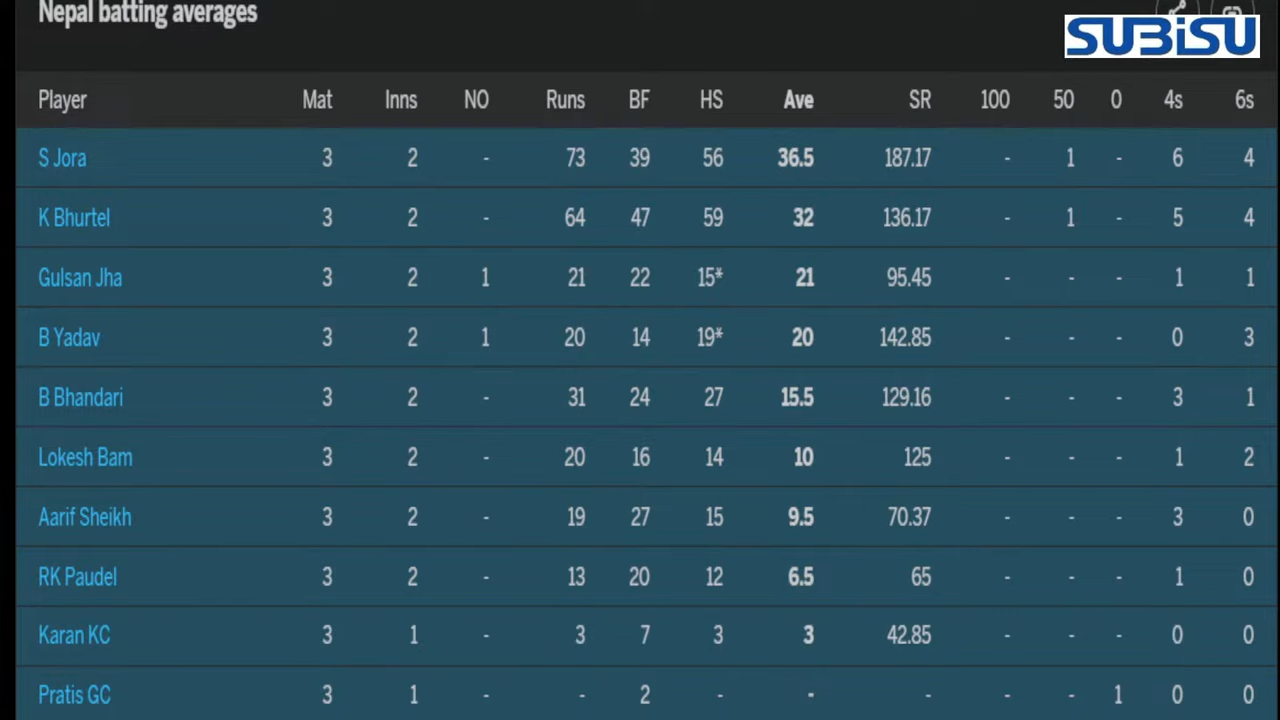 Nepal batting averages
SUBISU
Player Mat Inns NO Runs BF HS Ave SR 100 50 0 4s 6s
S Jora 3 2 - 73 39 56 36.5 187.17 - 1 - 6 4
K Bhurtel 3 2 - 64 47 59 32 136.17 - 1 - 5 4
Gulsan Jha 3 2 1 21 22 15* 21 95.45 - - - 1 1
B Yadav 3 2 1 20 14 19* 20 142.85 - - - 0 3
B Bhandari 3 2 - 31 24 27 15.5 129.16 - - - 3 1
Lokesh Bam 3 2 - 20 16 14 10 125 - - - 1 2
Aarif Sheikh 3 2 - 19 27 15 9.5 70.37 - - - 3 0
RK Paudel 3 2 - 13 20 12 6.5 65 - - - 1 0
Karan KC 3 1 - 3 7 3 3 42.85 - - - 0 0
Pratis GC 3 1 - - 2 - - - - - 1 0 0